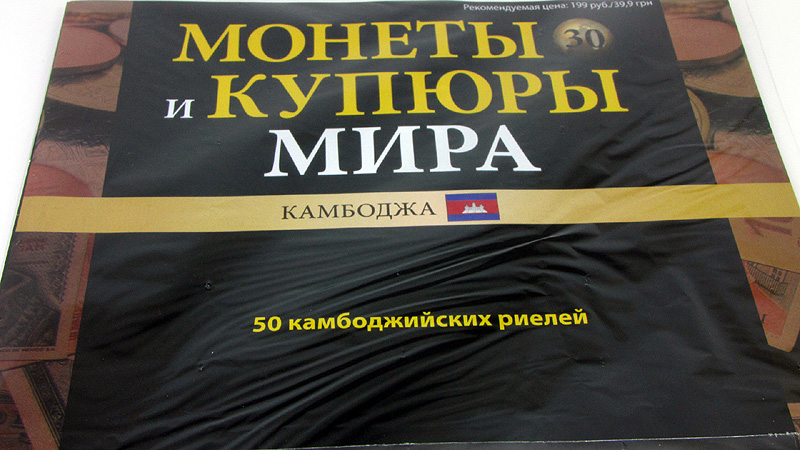 Рекомендуемая цена: 199 руб./39,9 грн
МОНЕТЫ 30
И КУПЮРЫ
МИРА
КАМБОДЖА
50 камбоджийских риелей